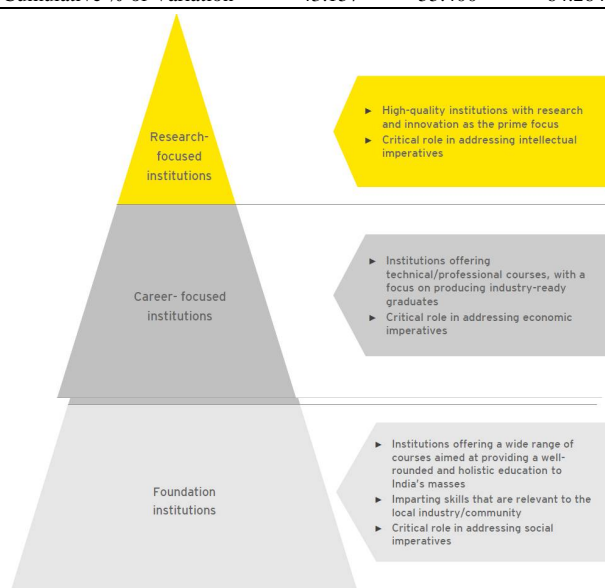 Research-
focused
institutions
► High-quality institutions with research
and innovation as the prime focus
► Critical role in addressing intellectual
imperatives
Career- focused
institutions
► Institutions offering
technical/professional courses, with a
focus on producing industry-ready
graduates
► Critical role in addressing economic
imperatives
Foundation
institutions
► Institutions offering a wide range of
courses aimed at providing a well-
rounded and holistic education to
India's masses
► Imparting skills that are relevant to the
local industry/community
► Critical role in addressing social
imperatives